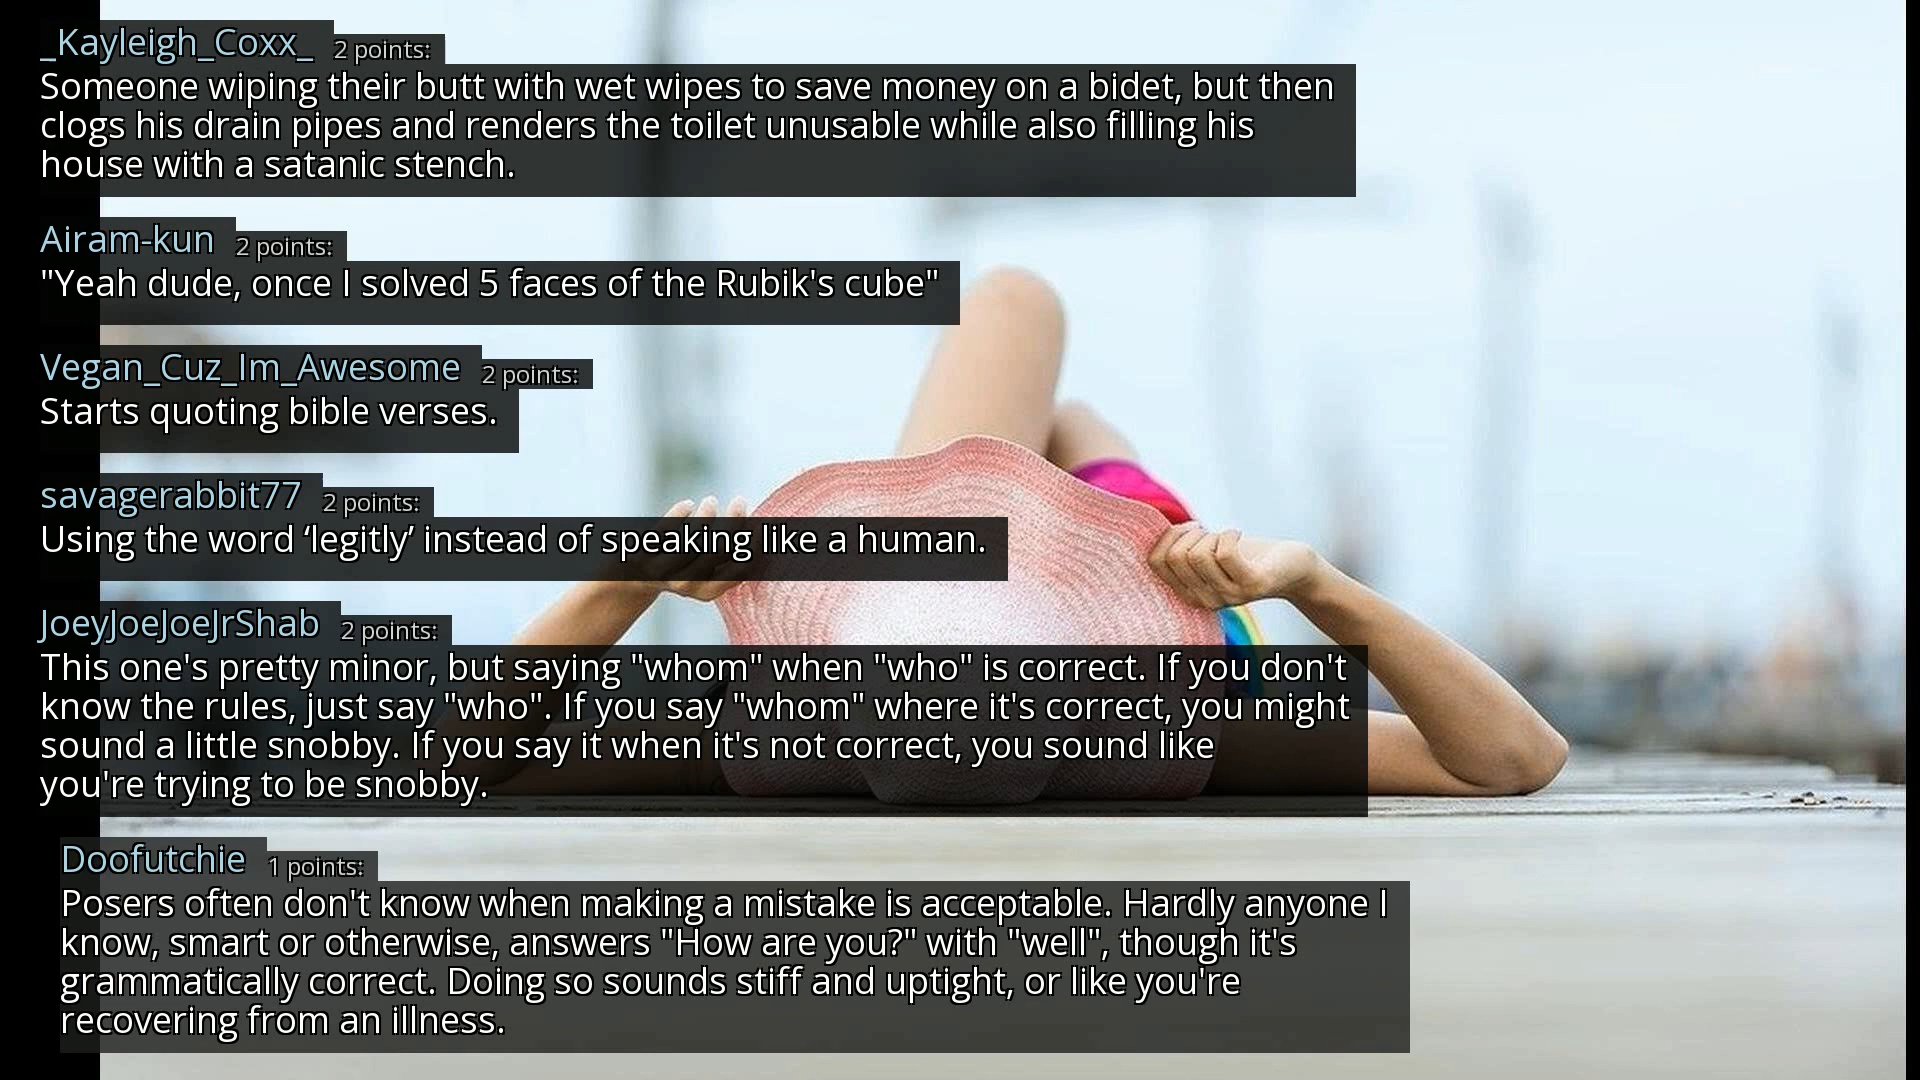 _Kayleigh_Coxx_ 2 points:
Someone wiping their butt with wet wipes to save money on a bidet, but then
clogs his drain pipes and renders the toilet unusable while also filling his
house with a satanic stench.
Airam-kun 2 points:
"Yeah dude, once I solved 5 faces of the Rubik's cube"
Vegan_Cuz_Im_Awesome 2 points:
Starts quoting bible verses.
savagerabbit77 2 points:
Using the word ‘legitly’ instead of speaking like a human.
JoeyJoeJoeJrShab 2 points:
This one's pretty minor, but saying "whom" when "who" is correct. If you don't
know the rules, just say "who". If you say "whom" where it's correct, you might
sound a little snobby. If you say it when it's not correct, you sound like
you're trying to be snobby.
Doofutchie 1 points:
Posers often don't know when making a mistake is acceptable. Hardly anyone I
know, smart or otherwise, answers "How are you?" with "well", though it's
grammatically correct. Doing so sounds stiff and uptight, or like you're
recovering from an illness.